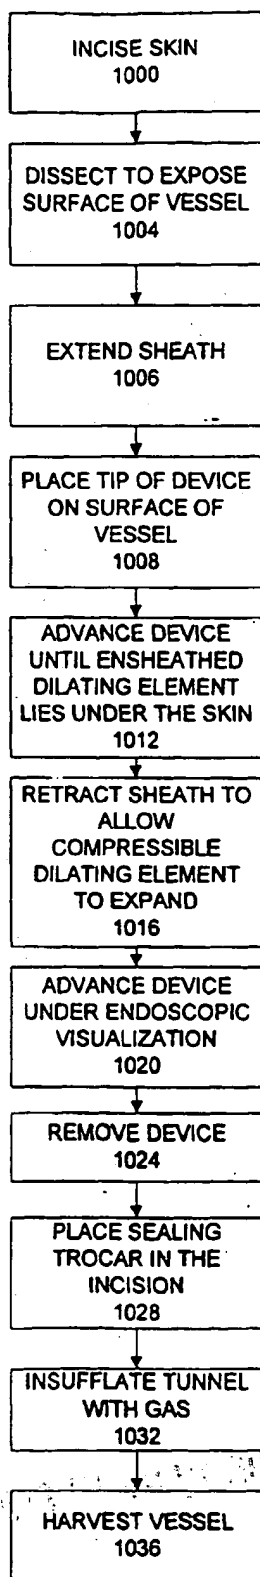 INCISE SKIN
1000
DISSECT TO EXPOSE
SURFACE OF VESSEL
1004
EXTEND SHEATH
1006
PLACE TIP OF DEVICE
ON SURFACE OF
VESSEL
1008
ADVANCE DEVICE
UNTIL ENSHEATHED
DILATING ELEMENT
LIES UNDER THE SKIN
1012
RETRACT SHEATH TO
ALLOW
COMPRESSIBLE
DILATING ELEMENT
TO EXPAND
1016
ADVANCE DEVICE
UNDER ENDOSCOPIC
VISUALIZATION
1020
REMOVE DEVICE
1024
PLACE SEALING
TROCAR IN THE
INCISION
1028
INSUFFLATE TUNNEL
WITH GAS
1032
HARVEST VESSEL
1036